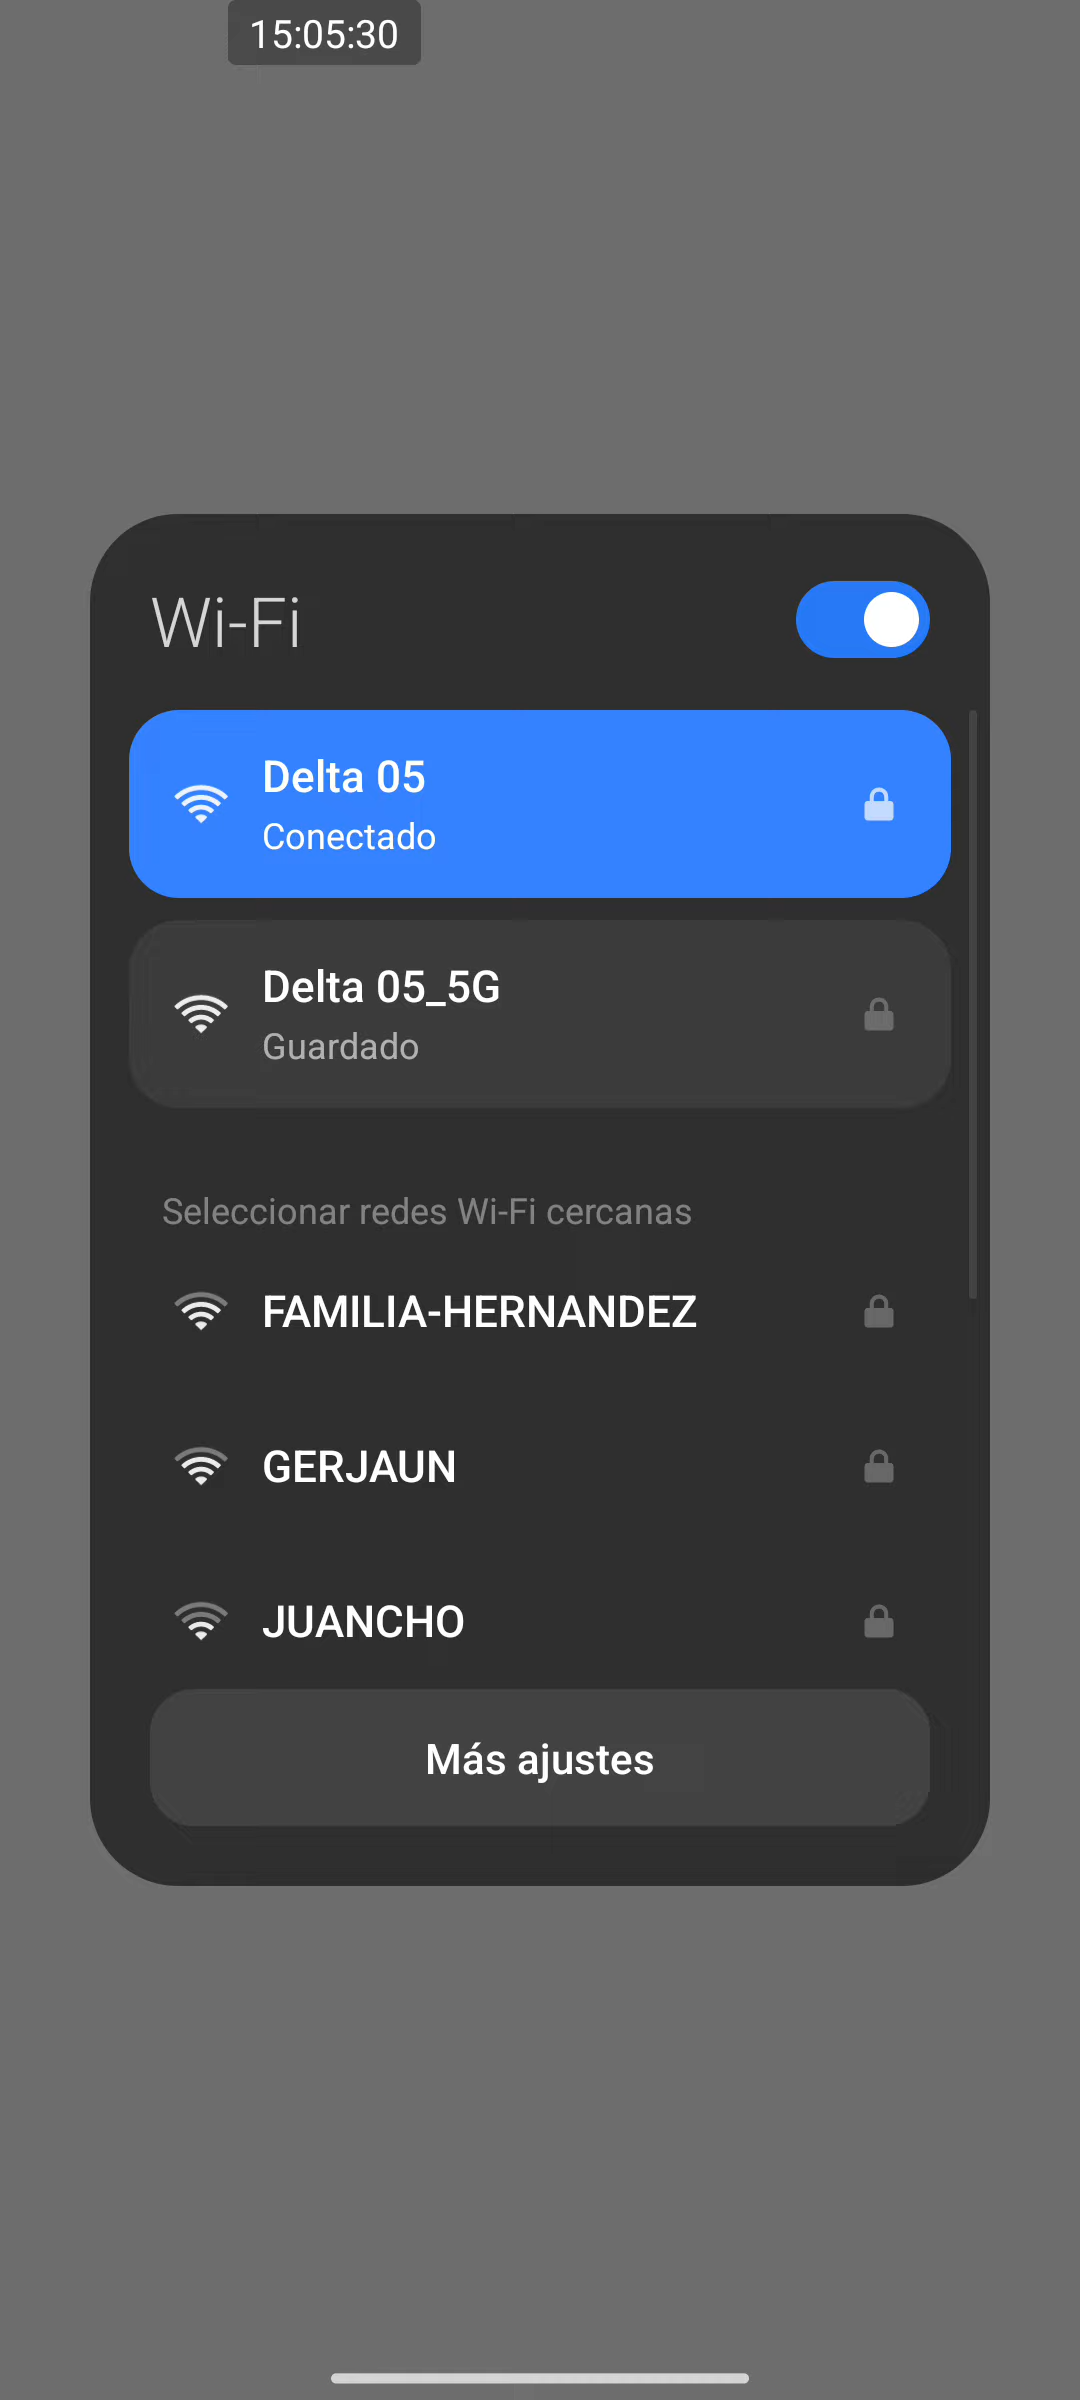 15:05:30
Wi-Fi
Delta 05
Conectado
Delta 05_5G
Guardado
Seleccionar redes Wi-Fi cercanas
FAMILIA-HERNANDEZ
GERJAUN
JUANCHO
Más ajustes